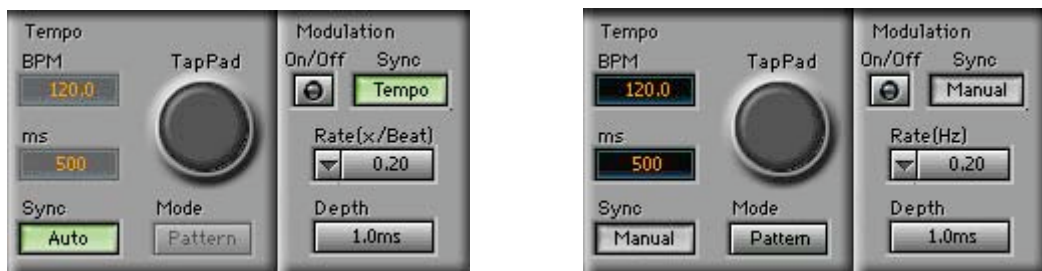 Tempo
BPM
TapPad
120.0
ms
500
Sync
Mode
Auto
Pattern
Modulation
On/Off Sync
Tempo
Rate(x/Beat)
0.20
Depth
1.0ms
Tempo
BPM
TapPad
120.0
ms
500
Sync
Mode
Manual
Pattern
Modulation
On/Off Sync
Manual
Rate(Hz)
0.20
Depth
1.0ms